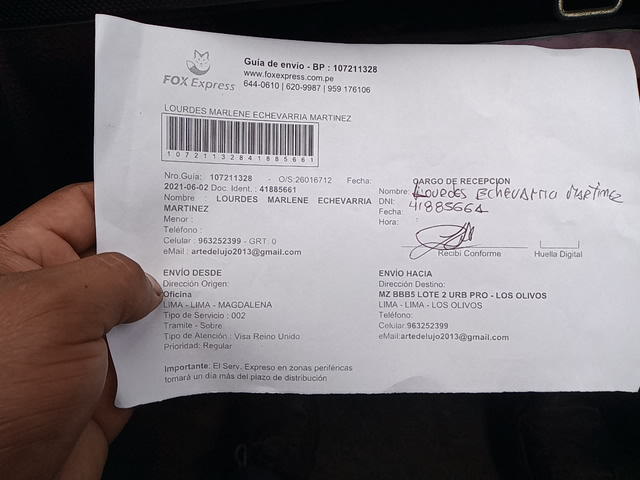 FOX Express
Guía de envío - BP : 107211328
www.foxexpress.com.pe
644-0610 | 620-9987 | 959 176106
LOURDES MARLENE ECHEVARRIA MARTINEZ
10721132841885661
Nro.Guía: 107211328 - O/S:26016712 Fecha:
2021-06-02 Doc. Ident. : 41885661
Nombre : LOURDES MARLENE ECHEVARRIA
MARTINEZ
Menor :
Teléfono :
Celular : 963252399 - GRT: 0
eMail : artedelujo2013@gmail.com
CARGO DE RECEPCION
Nombre: Lourdes Echevarria Martinez
DNI: 41885661
Fecha:
Hora: :
Recibí Conforme
Huella Digital
ENVÍO DESDE
Dirección Origen:
Oficina
LIMA - LIMA - MAGDALENA
Tipo de Servicio : 002
Tramite - Sobre
Tipo de Atención : Visa Reino Unido
Prioridad: Regular
ENVÍO HACIA
Dirección Destino:
MZ BBB5 LOTE 2 URB PRO - LOS OLIVOS
LIMA - LIMA - LOS OLIVOS
Teléfono:
Celular:963252399
eMail:artedelujo2013@gmail.com
Importante: El Serv. Expreso en zonas periféricas
tomará un día más del plazo de distribución